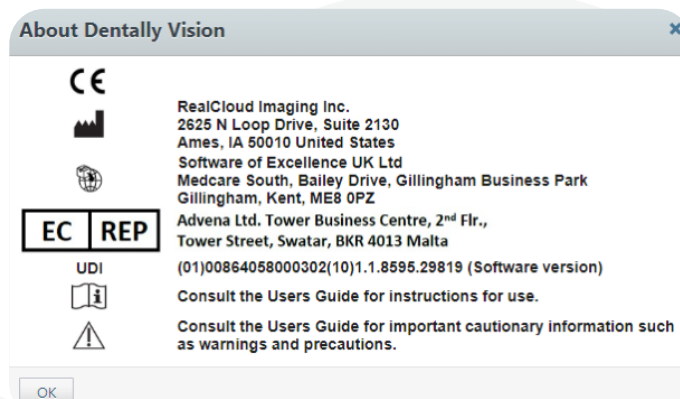 About Dentally Vision
CE
RealCloud Imaging Inc.
2625 N Loop Drive, Suite 2130
Ames, IA 50010 United States
Software of Excellence UK Ltd
Medcare South, Bailey Drive, Gillingham Business Park
Gillingham, Kent, ME8 0PZ
EC REP
Advena Ltd. Tower Business Centre, 2nd Flr.,
Tower Street, Swatar, BKR 4013 Malta
UDI
(01)00864058000302(10)1.1.8595.29819 (Software version)
Consult the Users Guide for instructions for use.
Consult the Users Guide for important cautionary information such
as warnings and precautions.
OK